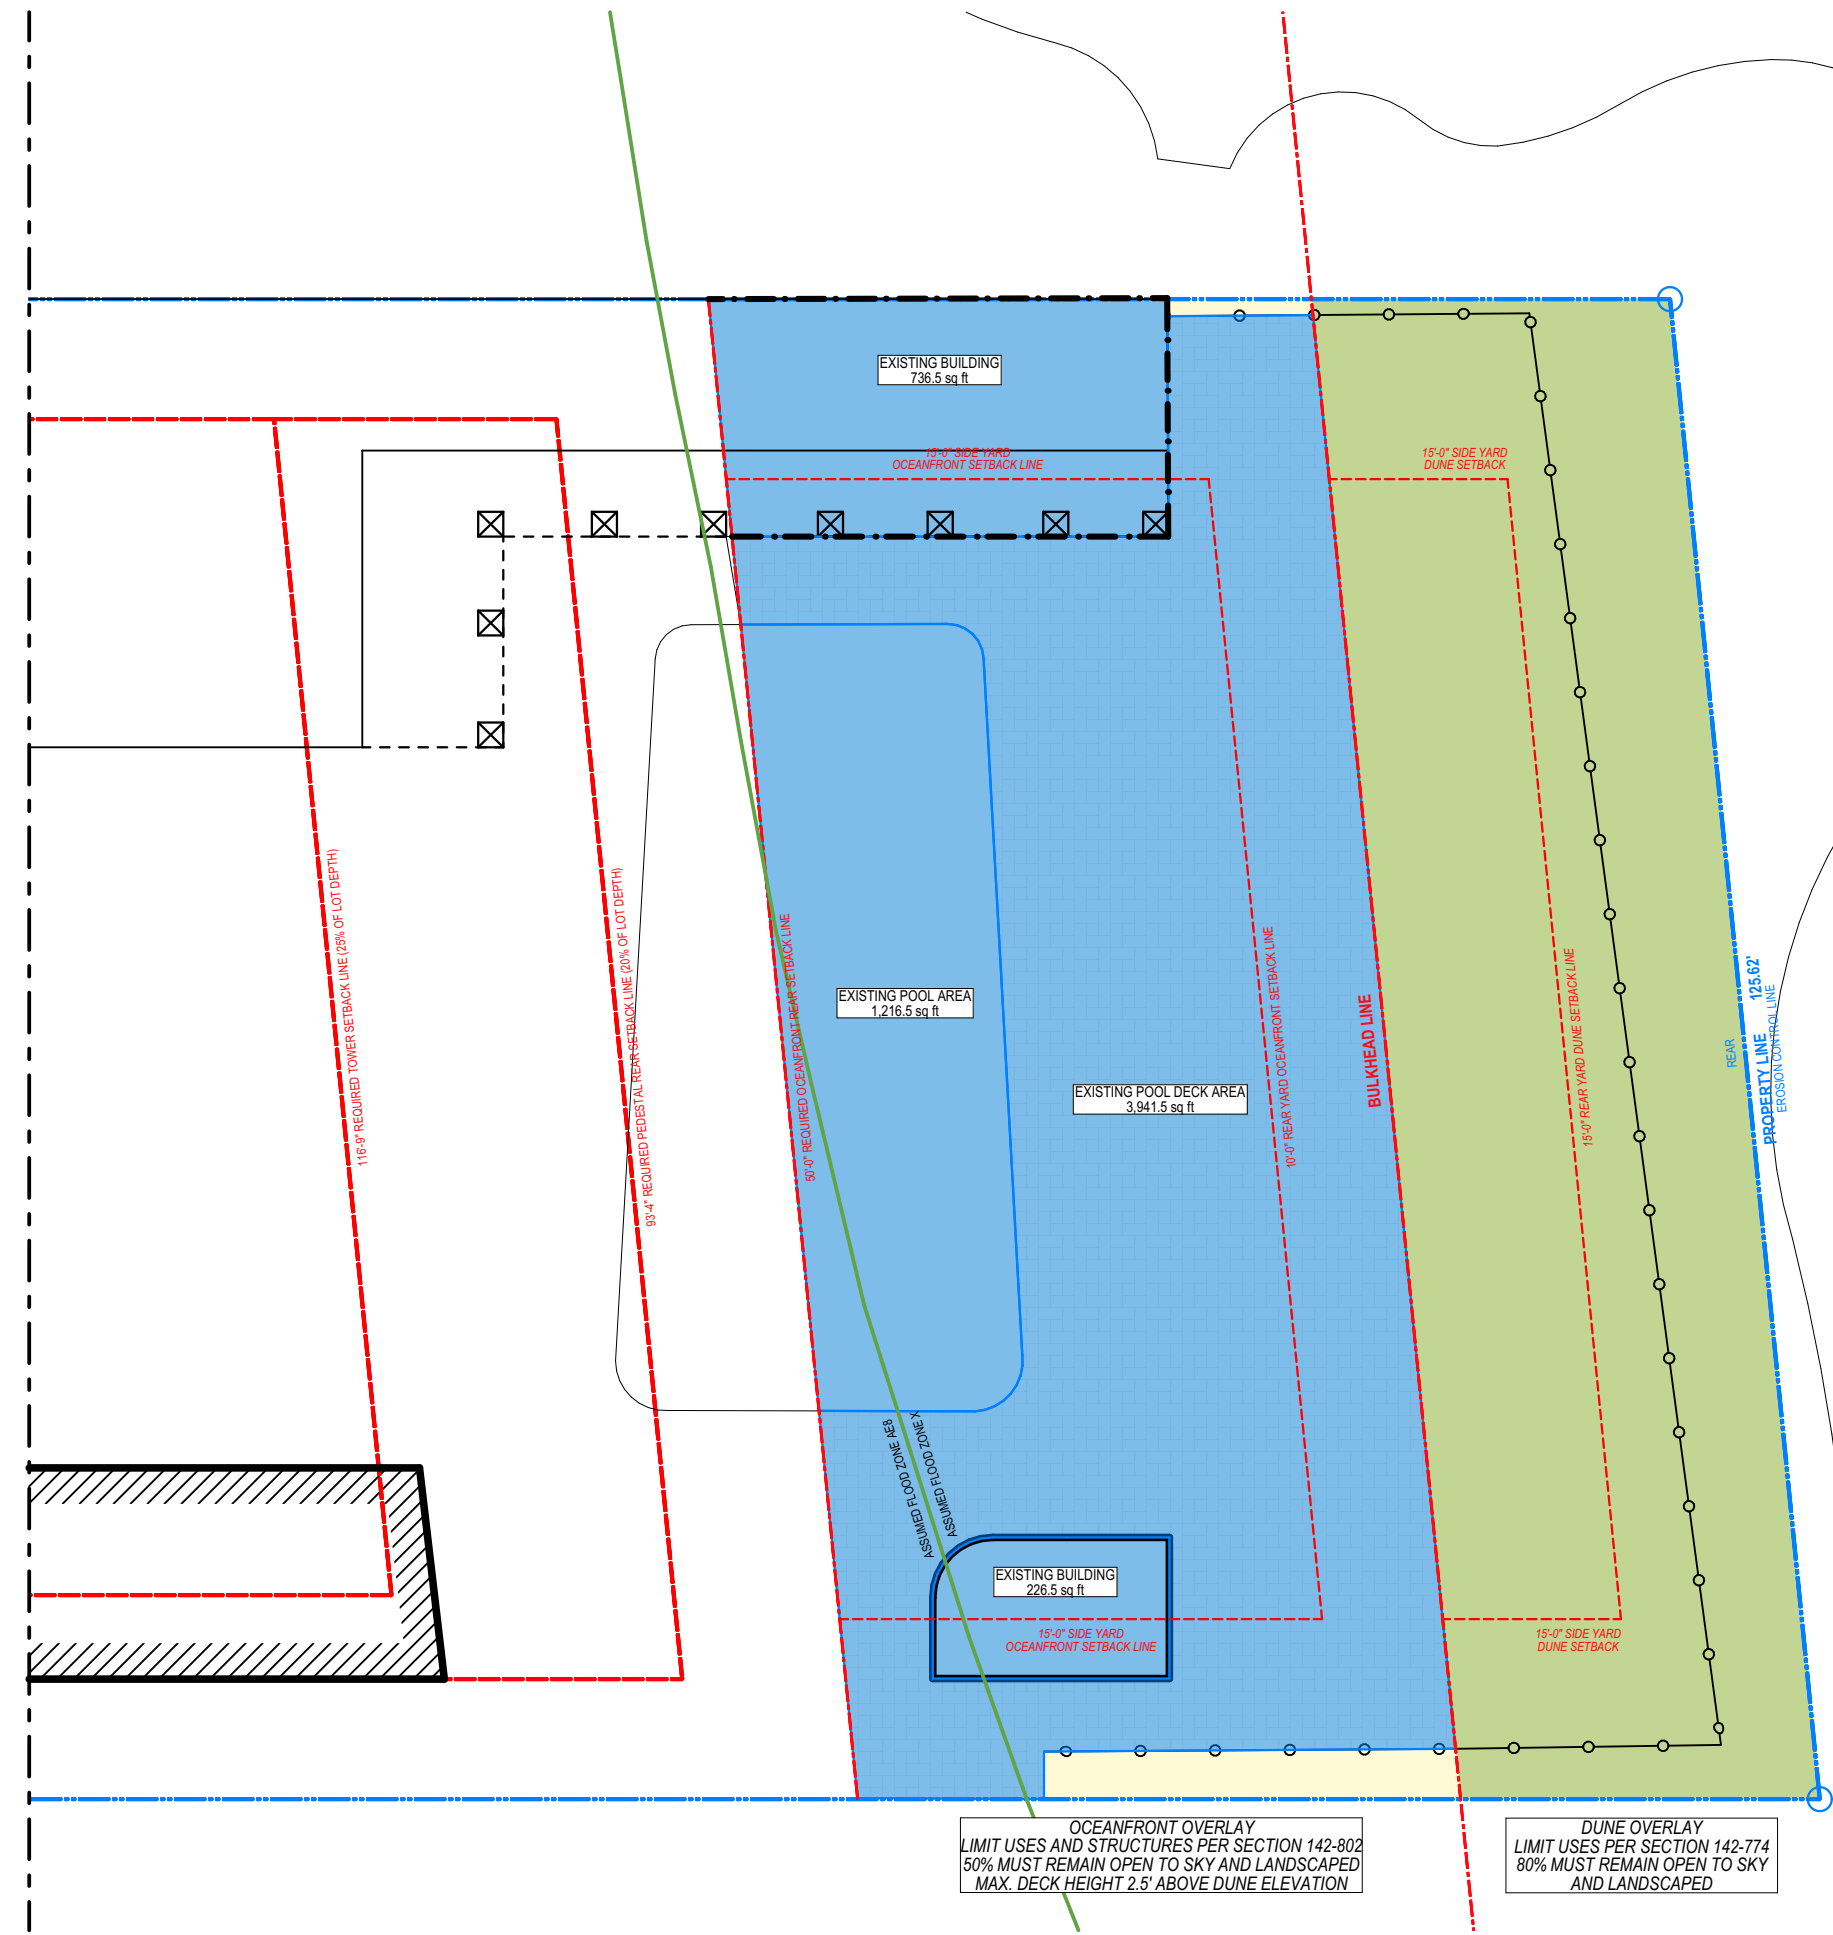 EXISTING BUILDING
736.5 sq ft
15'-0" SIDE YARD
OCEANFRONT SETBACK LINE
15'-0" SIDE YARD
DUNE SETBACK
116'-9" REQUIRED TOWER SETBACK LINE (25% OF LOT DEPTH)
93'-4" REQUIRED PEDESTAL REAR SETBACK LINE (20% OF LOT DEPTH)
50'-0" REQUIRED OCEANFRONT REAR SETBACK LINE
EXISTING POOL AREA
1,216.5 sq ft
EXISTING POOL DECK AREA
3,941.5 sq ft
10'-0" REAR YARD OCEANFRONT SETBACK LINE
BULKHEAD LINE
15'-0" REAR YARD DUNE SETBACK LINE
REAR
PROPERTY LINE 125.62'
EROSION CONTROL LINE
ASSUMED FLOOD ZONE AE8
ASSUMED FLOOD ZONE X
EXISTING BUILDING
226.5 sq ft
15'-0" SIDE YARD
OCEANFRONT SETBACK LINE
15'-0" SIDE YARD
DUNE SETBACK
OCEANFRONT OVERLAY
LIMIT USES AND STRUCTURES PER SECTION 142-802
50% MUST REMAIN OPEN TO SKY AND LANDSCAPED
MAX. DECK HEIGHT 2.5' ABOVE DUNE ELEVATION
DUNE OVERLAY
LIMIT USES PER SECTION 142-774
80% MUST REMAIN OPEN TO SKY
AND LANDSCAPED